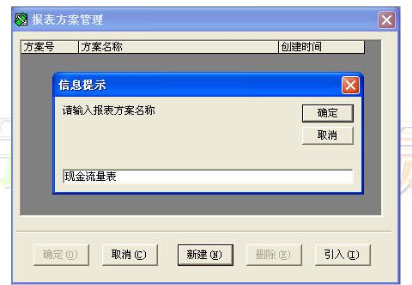 报表方案管理
方案号 方案名称 创建时间
信息提示
请输入报表方案名称
确定
取消
现金流量表
确定(O) 取消(C) 新建(N) 删除(E) 引入(I)